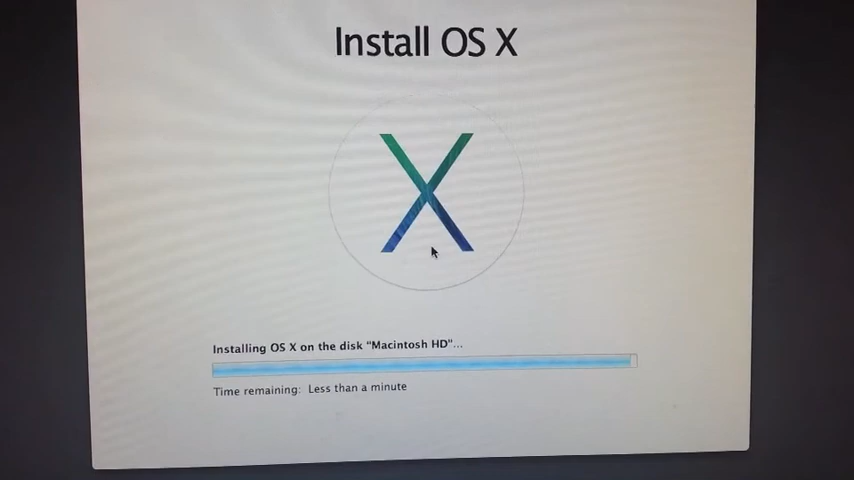 Install OS X
Installing OS X on the disk "Macintosh HD"...
Time remaining: Less than a minute